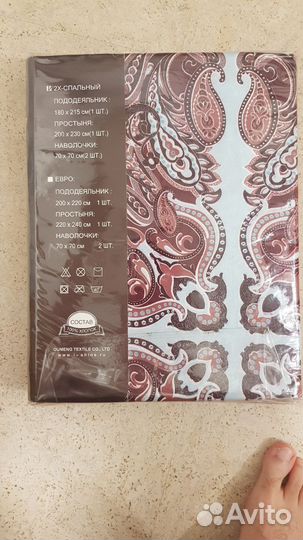 2Х-СПАЛЬНЫЙ
ПОДОДЕЯЛЬНИК :
180 x 215 см(1 ШТ.)
ПРОСТЫНЯ:
200 x 230 см(1 ШТ.)
НАВОЛОЧКИ:
70 x 70 см(2 ШТ.)
ЕВРО:
ПОДОДЕЯЛЬНИК :
200 x 220 см 1 ШТ.
ПРОСТЫНЯ:
220 x 240 см 1 ШТ.
НАВОЛОЧКИ:
70 x 70 см 2 ШТ.
СОСТАВ
100% ХЛОПОК
OUMENG TEXTILE CO., LTD
Avito